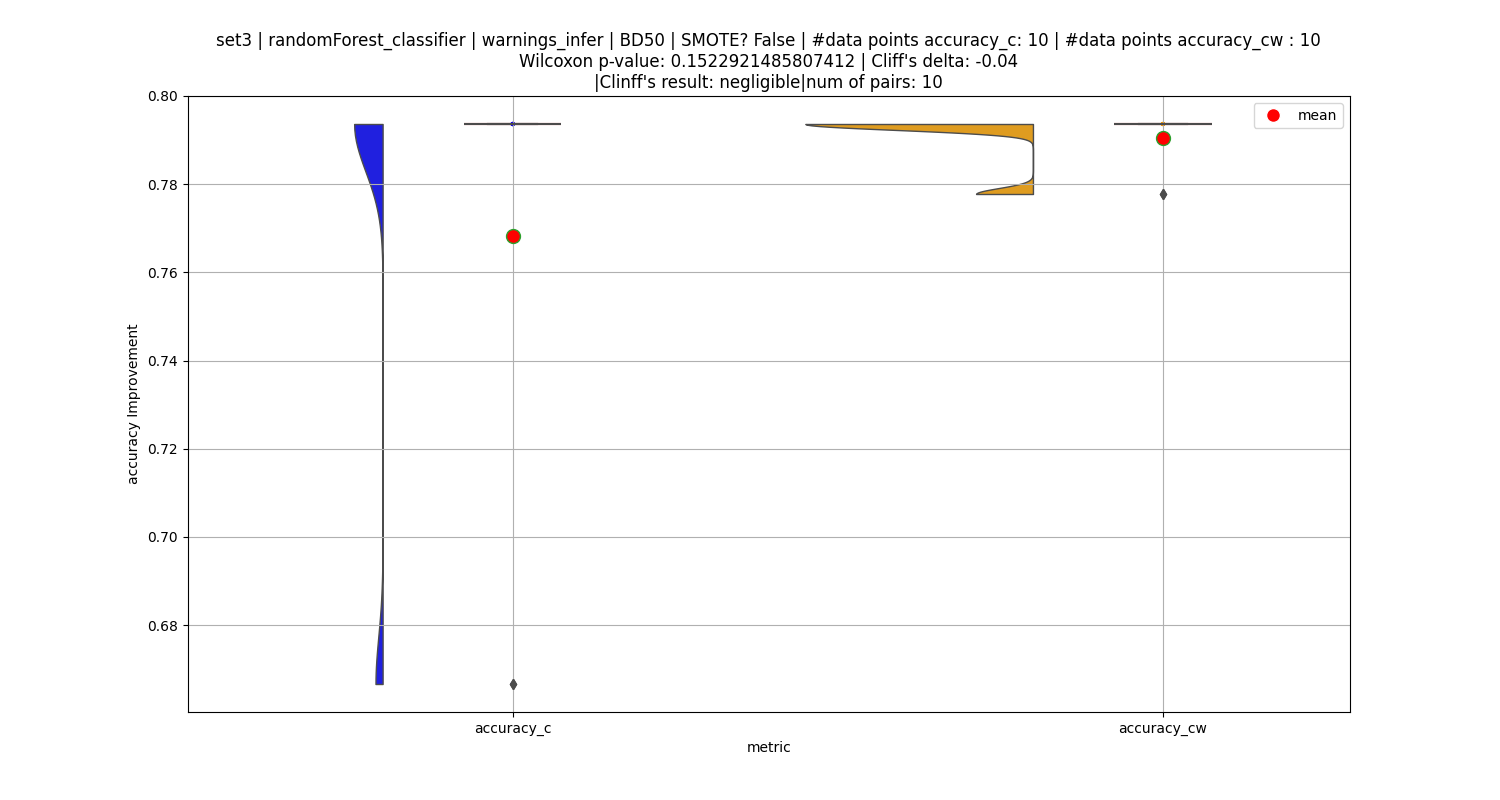 set3 | randomForest_classifier | warnings_infer | BD50 | SMOTE? False | #data points accuracy_c: 10 | #data points accuracy_cw : 10
Wilcoxon p-value: 0.1522921485807412 | Cliff's delta: -0.04
|Clinff's result: negligible|num of pairs: 10
0.80
mean
0.78
0.76
0.74
0.72
0.70
0.68
accuracy Improvement
accuracy_c
accuracy_cw
metric